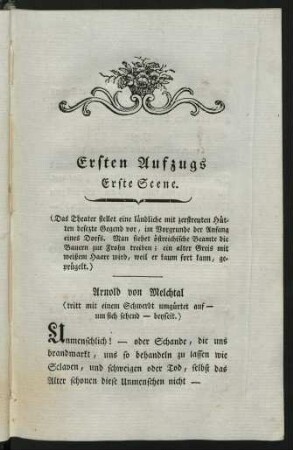 Ersten Aufzugs
Erste Scene.
(Das Theater stellet eine ländliche mit zerstreyten Hüt-
ten besezte Gegend vor, im Vorgrunde der Anfang
eines Dorfs. Man siehet östreichische Beamte die
Bauern zur Frohn treiben; ein alter Greis mit
weißem Haare wird, weil er kaum fort kann, ge-
prügelt.)
Arnold von Melchtal
(tritt mit einem Schwerdt umgürtet auf —
um sich sehend — beyseit.)
Unmenschlich! — oder Schande, die uns
brandmarkt, uns so behandeln zu lassen wie
Sclaven, und schweigen oder Tod, selbst das
Alter schonen diese Unmenschen nicht —